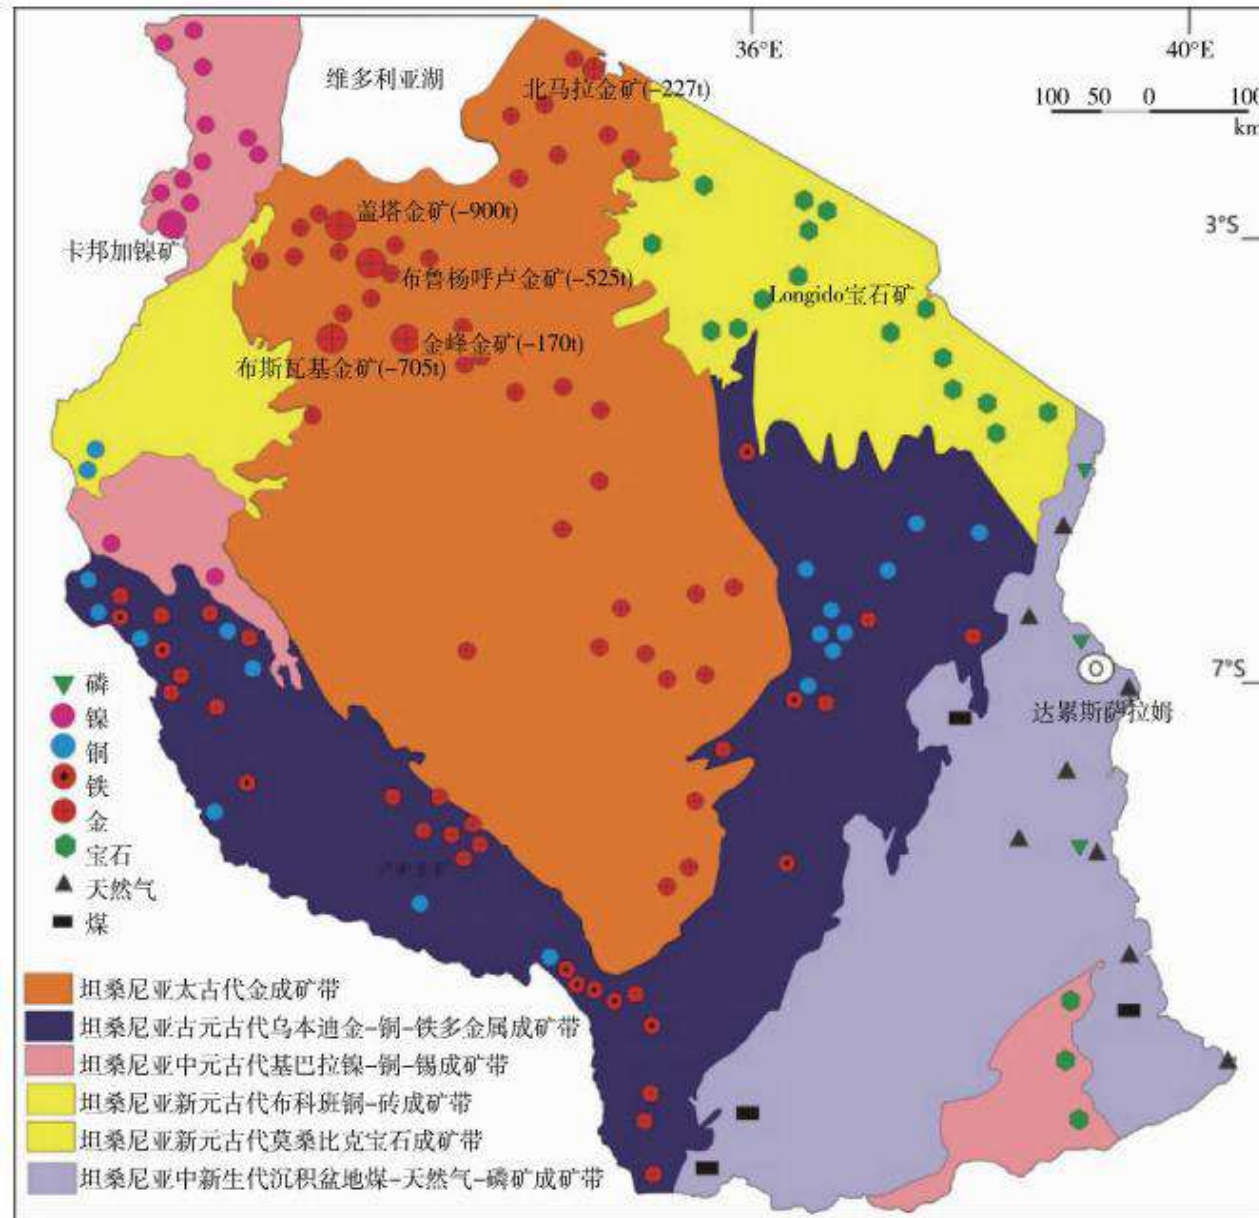 36°E
40°E
维多利亚湖
北马拉金矿(-227t)
100 50 0 100
km
盖塔金矿(-900t)
3°S
卡邦加镍矿
布鲁杨呼卢金矿(-525t)
Longido宝石矿
金峰金矿(-170t)
布斯瓦基金矿(-705t)
7°S
达累斯萨拉姆
磷
镍
铜
铁
金
宝石
天然气
煤
坦桑尼亚太古代金成矿带
坦桑尼亚古元古代乌本迪金-铜-铁多金属成矿带
坦桑尼亚中元古代基巴拉镍-铜-锡成矿带
坦桑尼亚新元古代布科班铜-砖成矿带
坦桑尼亚新元古代莫桑比克宝石成矿带
坦桑尼亚中新生代沉积盆地煤-天然气-磷矿成矿带